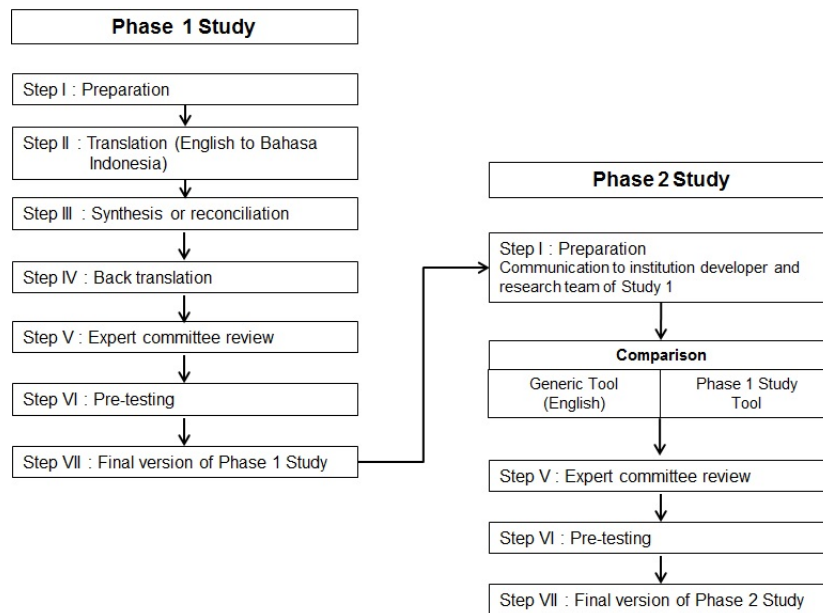 Phase 1 Study
Step I : Preparation
Step II : Translation (English to Bahasa
Indonesia)
Step III : Synthesis or reconciliation
Step IV : Back translation
Step V : Expert committee review
Step VI : Pre-testing
Step VII : Final version of Phase 1 Study
Phase 2 Study
Step I : Preparation
Communication to institution developer and
research team of Study 1
Comparison
Generic Tool
(English)
Phase 1 Study
Tool
Step V : Expert committee review
Step VI : Pre-testing
Step VII : Final version of Phase 2 Study